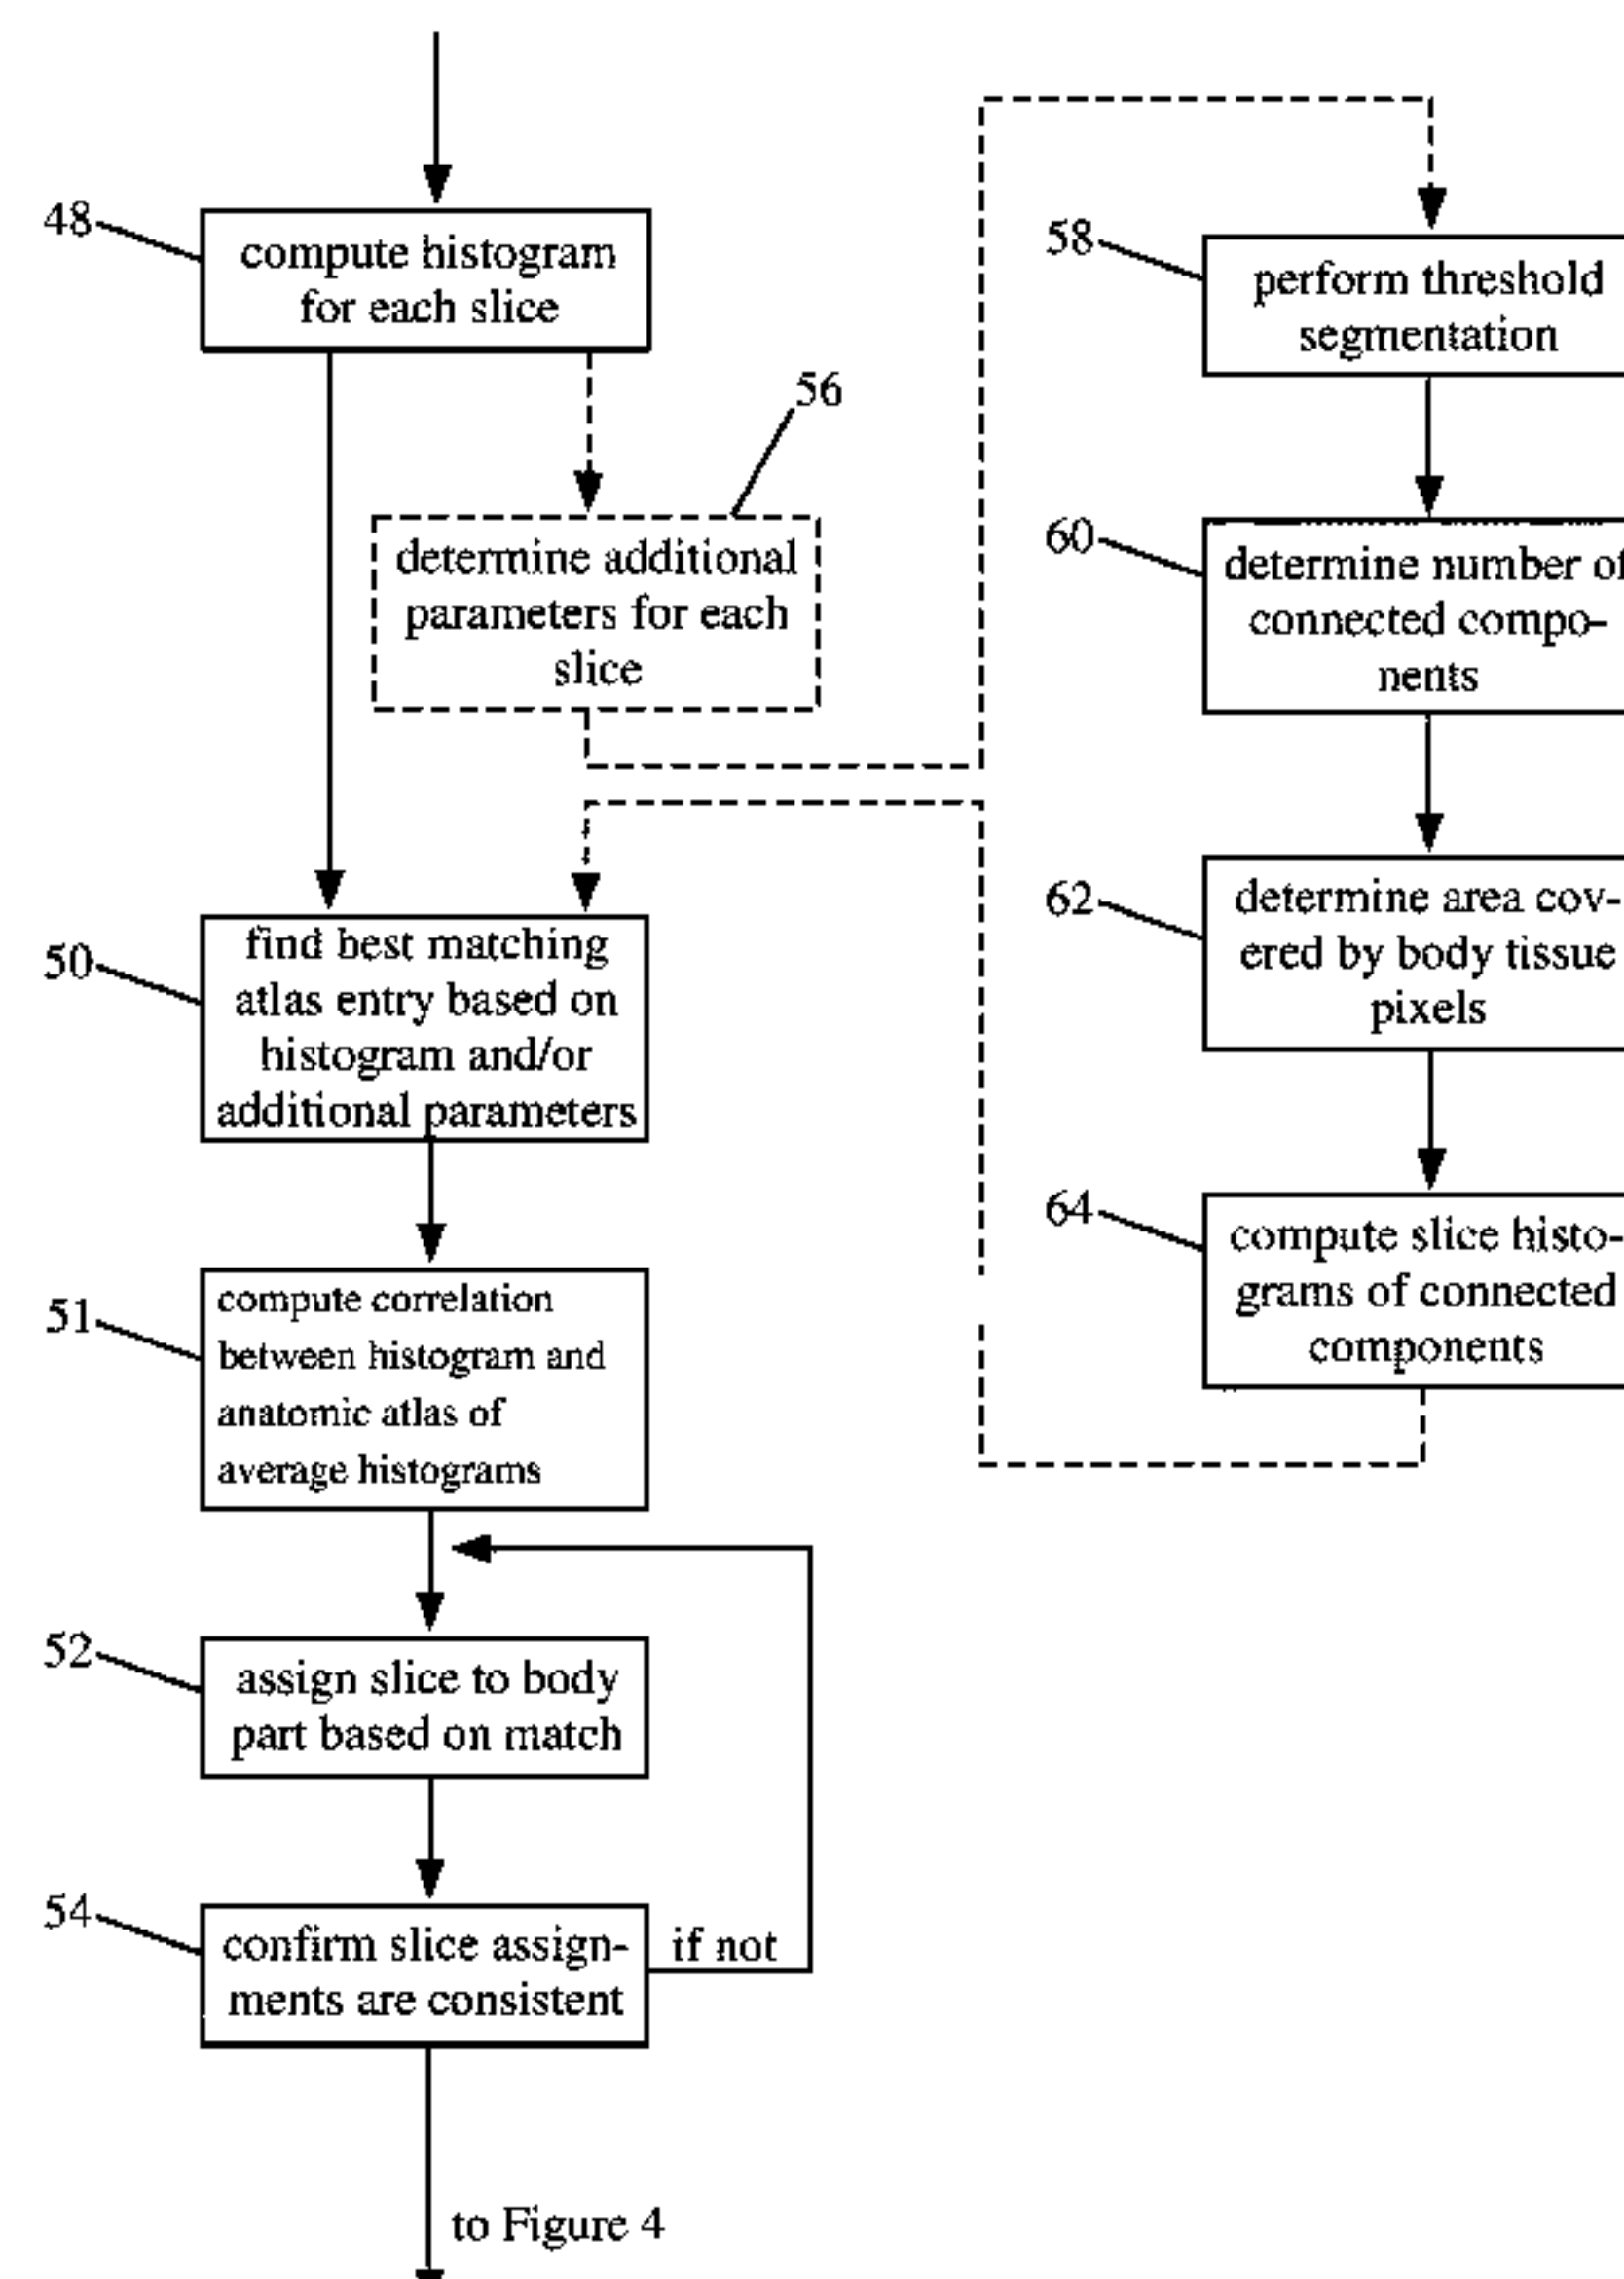 48
compute histogram
for each slice
56
determine additional
parameters for each
slice
50
find best matching
atlas entry based on
histogram and/or
additional parameters
51
compute correlation
between histogram and
anatomic atlas of
average histograms
52
assign slice to body
part based on match
54
confirm slice assign-
ments are consistent
if not
to Figure 4
58
perform threshold
segmentation
60
determine number of
connected compo-
nents
62
determine area cov-
ered by body tissue
pixels
64
compute slice histo-
grams of connected
components